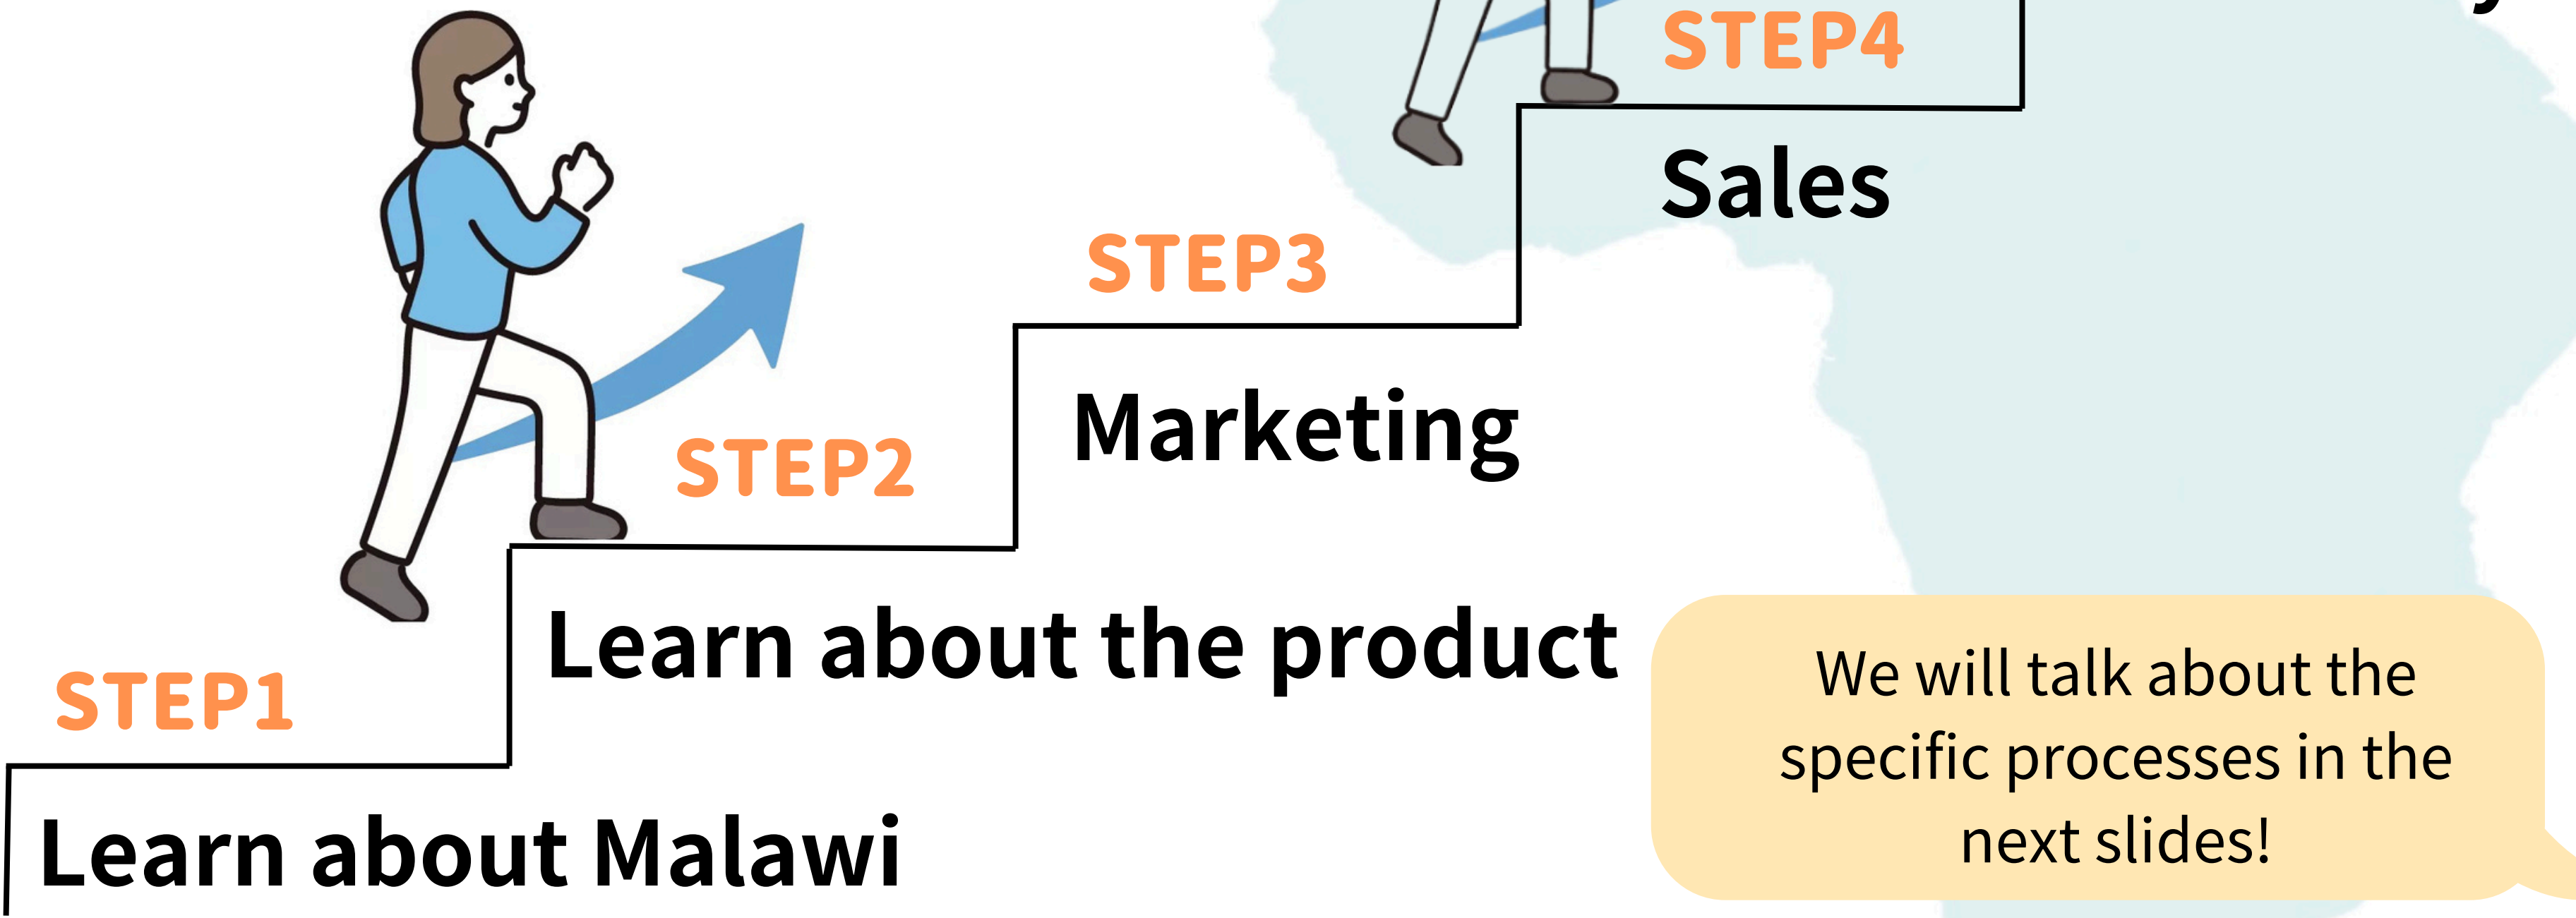 STEP4
Sales
STEP3
Marketing
STEP2
Learn about the product
STEP1
Learn about Malawi
We will talk about the
specific processes in the
next slides!